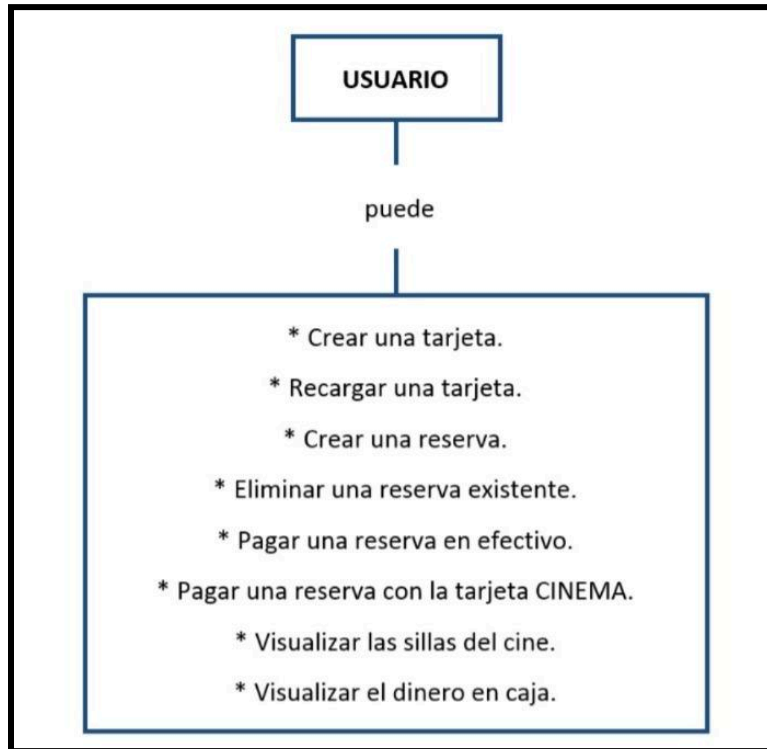 USUARIO
puede
* Crear una tarjeta.
* Recargar una tarjeta.
* Crear una reserva.
* Eliminar una reserva existente.
* Pagar una reserva en efectivo.
* Pagar una reserva con la tarjeta CINEMA.
* Visualizar las sillas del cine.
* Visualizar el dinero en caja.